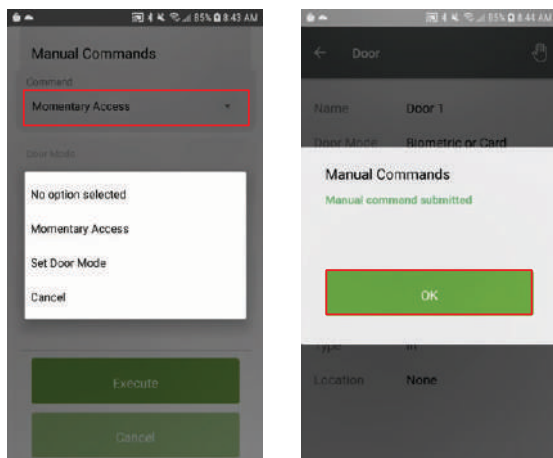 85% 8:43 AM
Manual Commands
Command
Momentary Access
Door Mode
No option selected
Momentary Access
Set Door Mode
Cancel
Execute
Cancel
85% 8:44 AM
Door
Name Door 1
Door Mode Biometric or Card
Manual Commands
Manual command submitted
OK
Type In
Location None